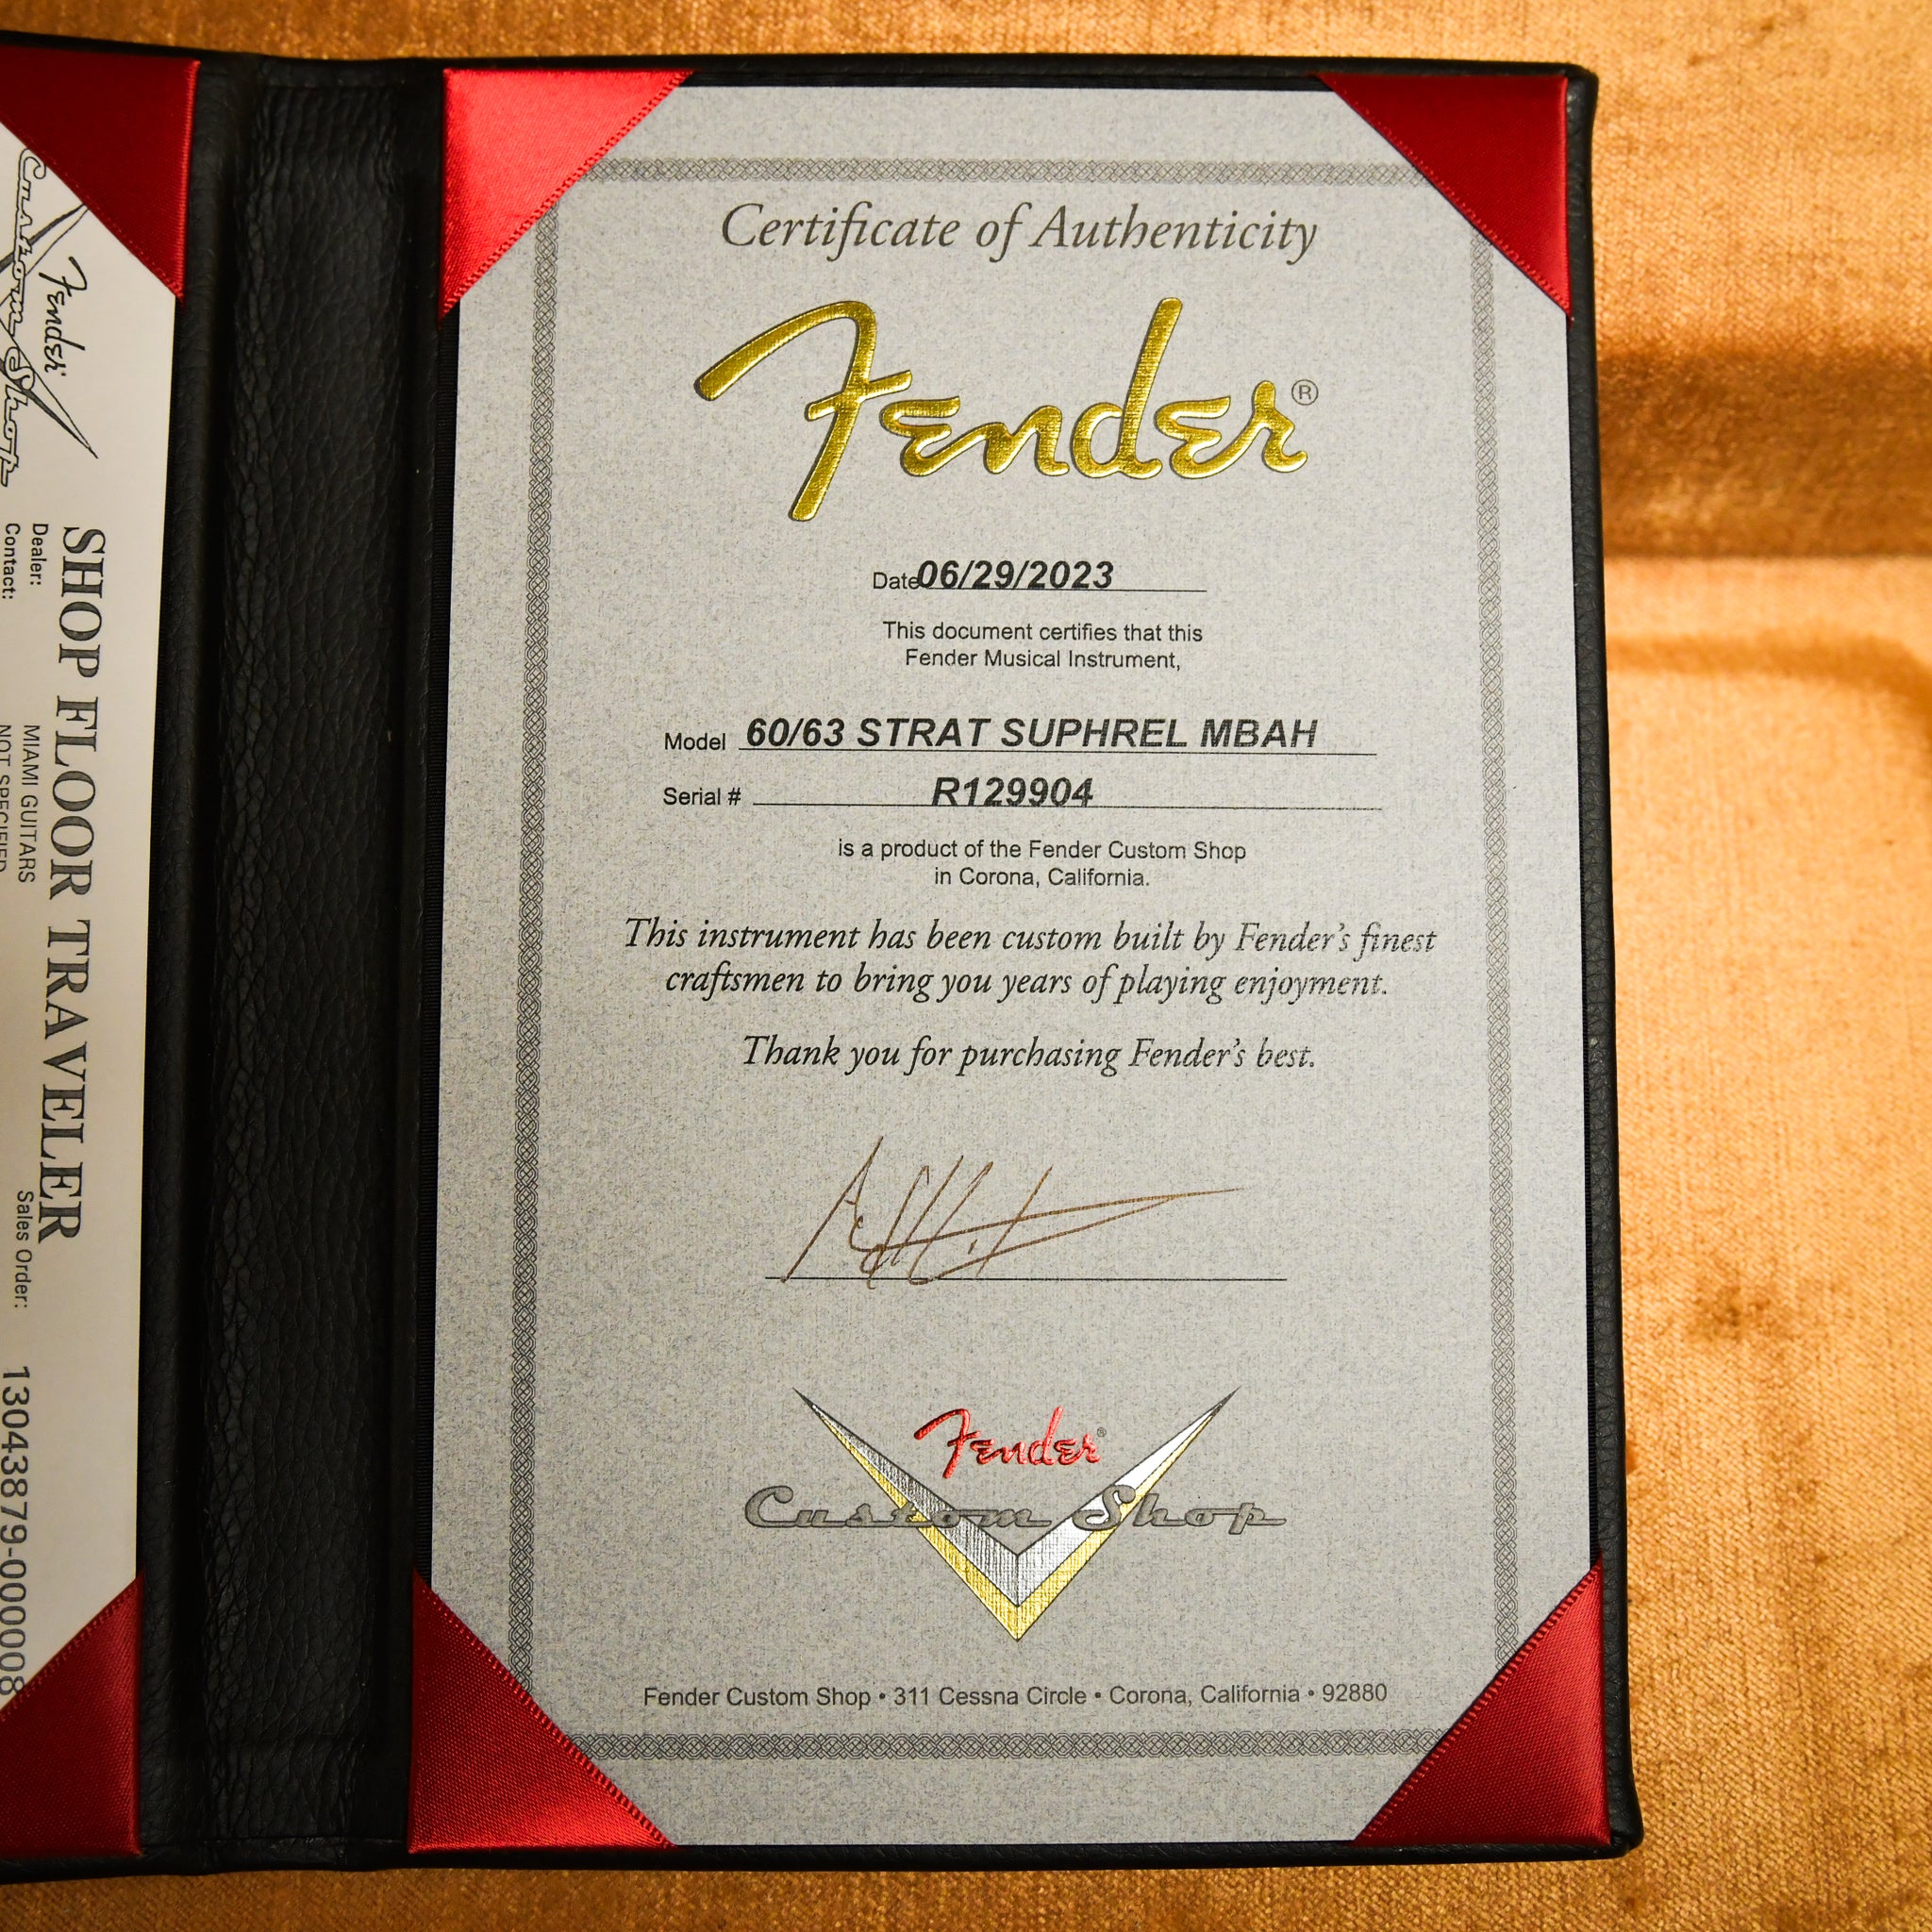 Custom Shop
Fender
SHOP FLOOR TRAVELER
Dealer:
MIAMI GUITARS
Sales Order:
13043879-000008
Contact:
NOT SPECIFIED
Certificate of Authenticity
Fender®
Date 06/29/2023
This document certifies that this
Fender Musical Instrument,
Model 60/63 STRAT SUPHREL MBAH
Serial # R129904
is a product of the Fender Custom Shop
in Corona, California.
This instrument has been custom built by Fender's finest
craftsmen to bring you years of playing enjoyment.
Thank you for purchasing Fender's best.
Fender®
Custom Shop
Fender Custom Shop • 311 Cessna Circle • Corona, California • 92880